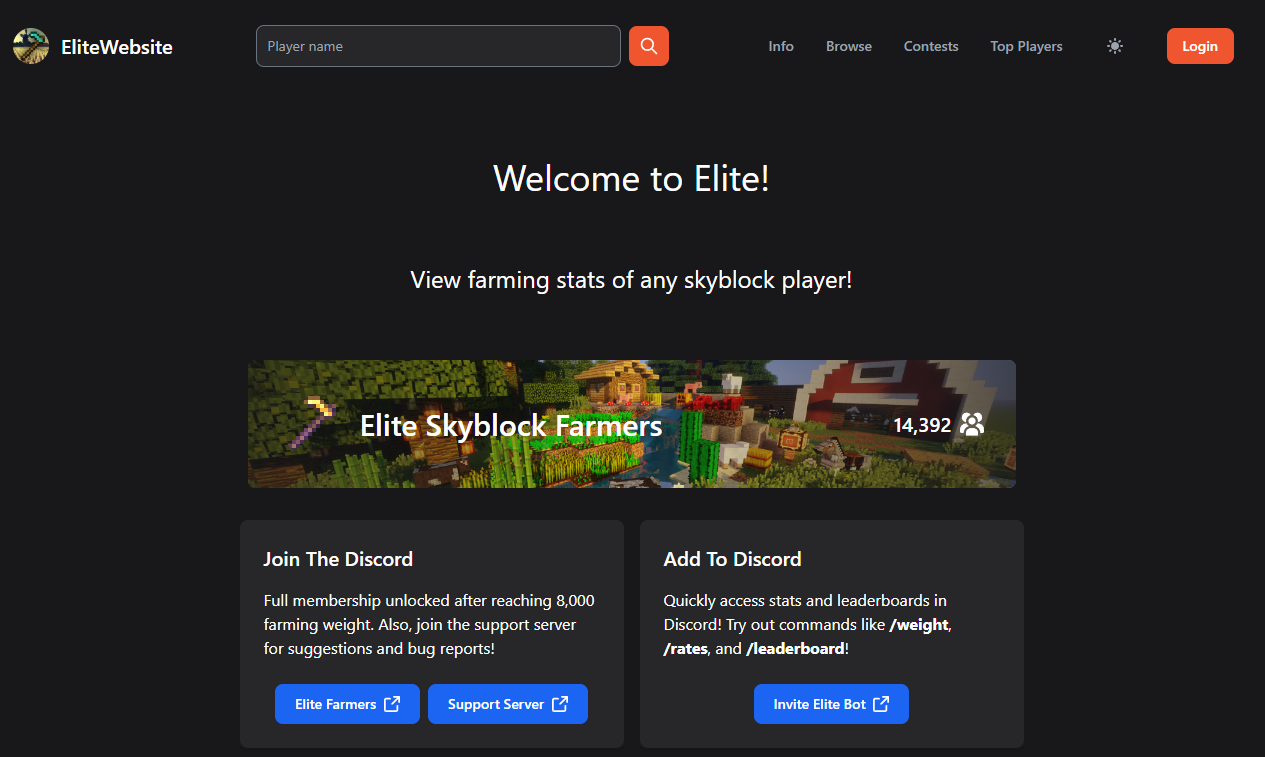 EliteWebsite
Player name
Info
Browse
Contests
Top Players
Login
Welcome to Elite!
View farming stats of any skyblock player!
Elite Skyblock Farmers
14,392
Join The Discord
Full membership unlocked after reaching 8,000
farming weight. Also, join the support server
for suggestions and bug reports!
Elite Farmers
Support Server
Add To Discord
Quickly access stats and leaderboards in
Discord! Try out commands like /weight,
/rates, and /leaderboard!
Invite Elite Bot